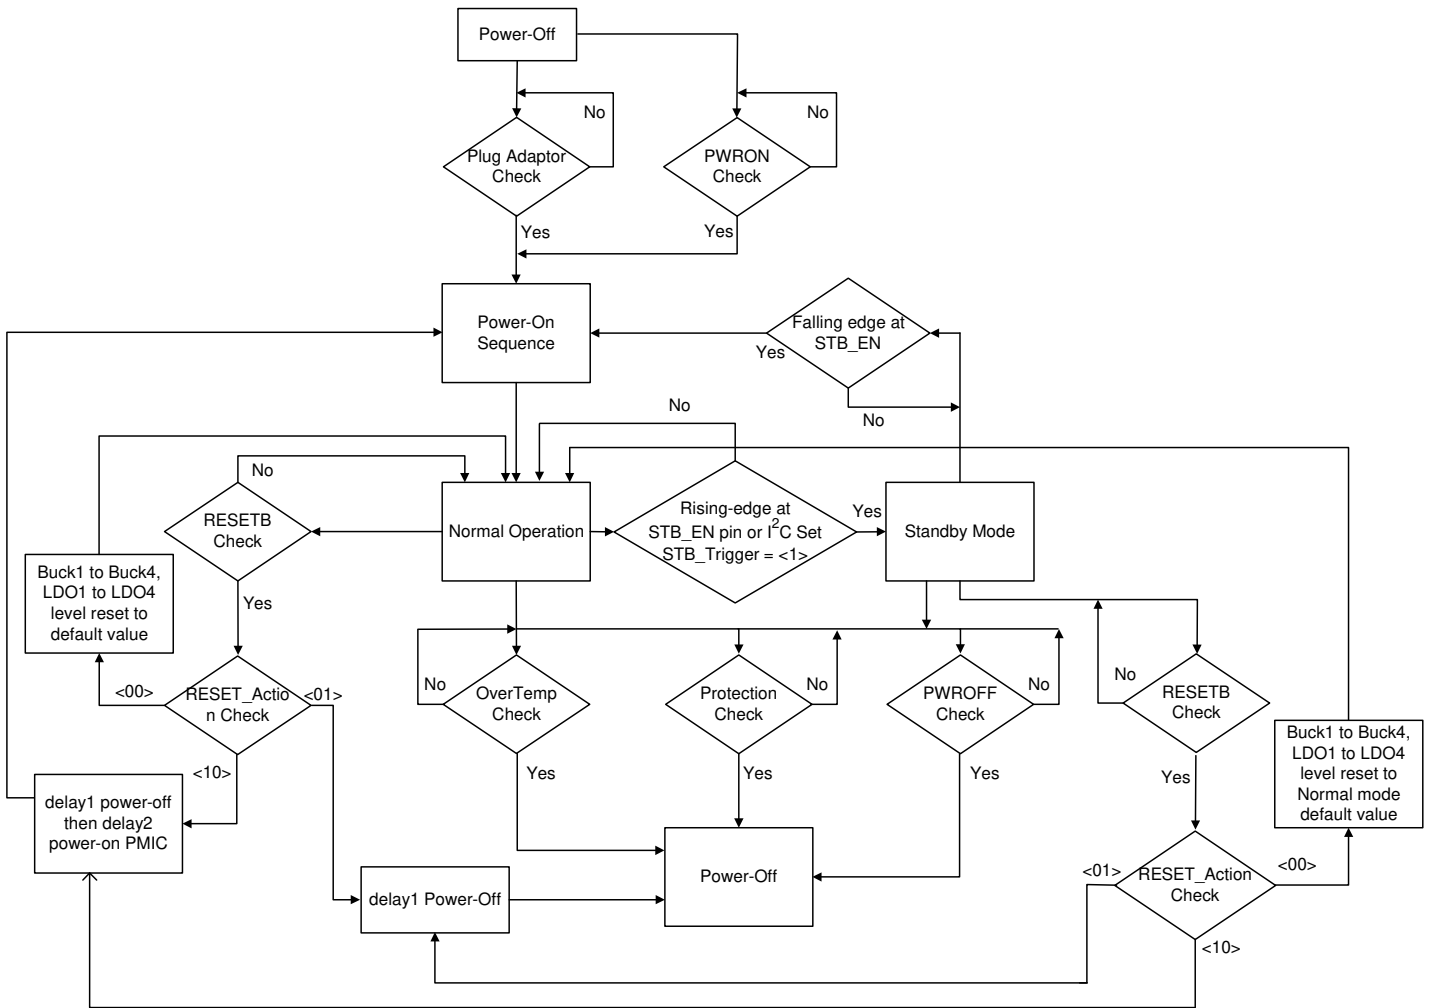 Power-Off
No
No
Plug Adaptor
Check
PWRON
Check
Yes
Yes
Power-On
Sequence
Falling edge at
STB_EN
Yes
No
No
No
RESETB
Check
Normal Operation
Rising-edge at
STB_EN pin or I2C Set
STB_Trigger = <1>
Yes
Standby Mode
Buck1 to Buck4,
LDO1 to LDO4
level reset to
default value
Yes
<00>
RESET_Actio
n Check
<01>
<10>
No
OverTemp
Check
Protection
Check
No
PWROFF
Check
No
No
RESETB
Check
Buck1 to Buck4,
LDO1 to LDO4
level reset to
Normal mode
default value
Yes
Yes
Yes
Yes
delay1 power-off
then delay2
power-on PMIC
delay1 Power-Off
Power-Off
<01>
RESET_Action
Check
<00>
<10>